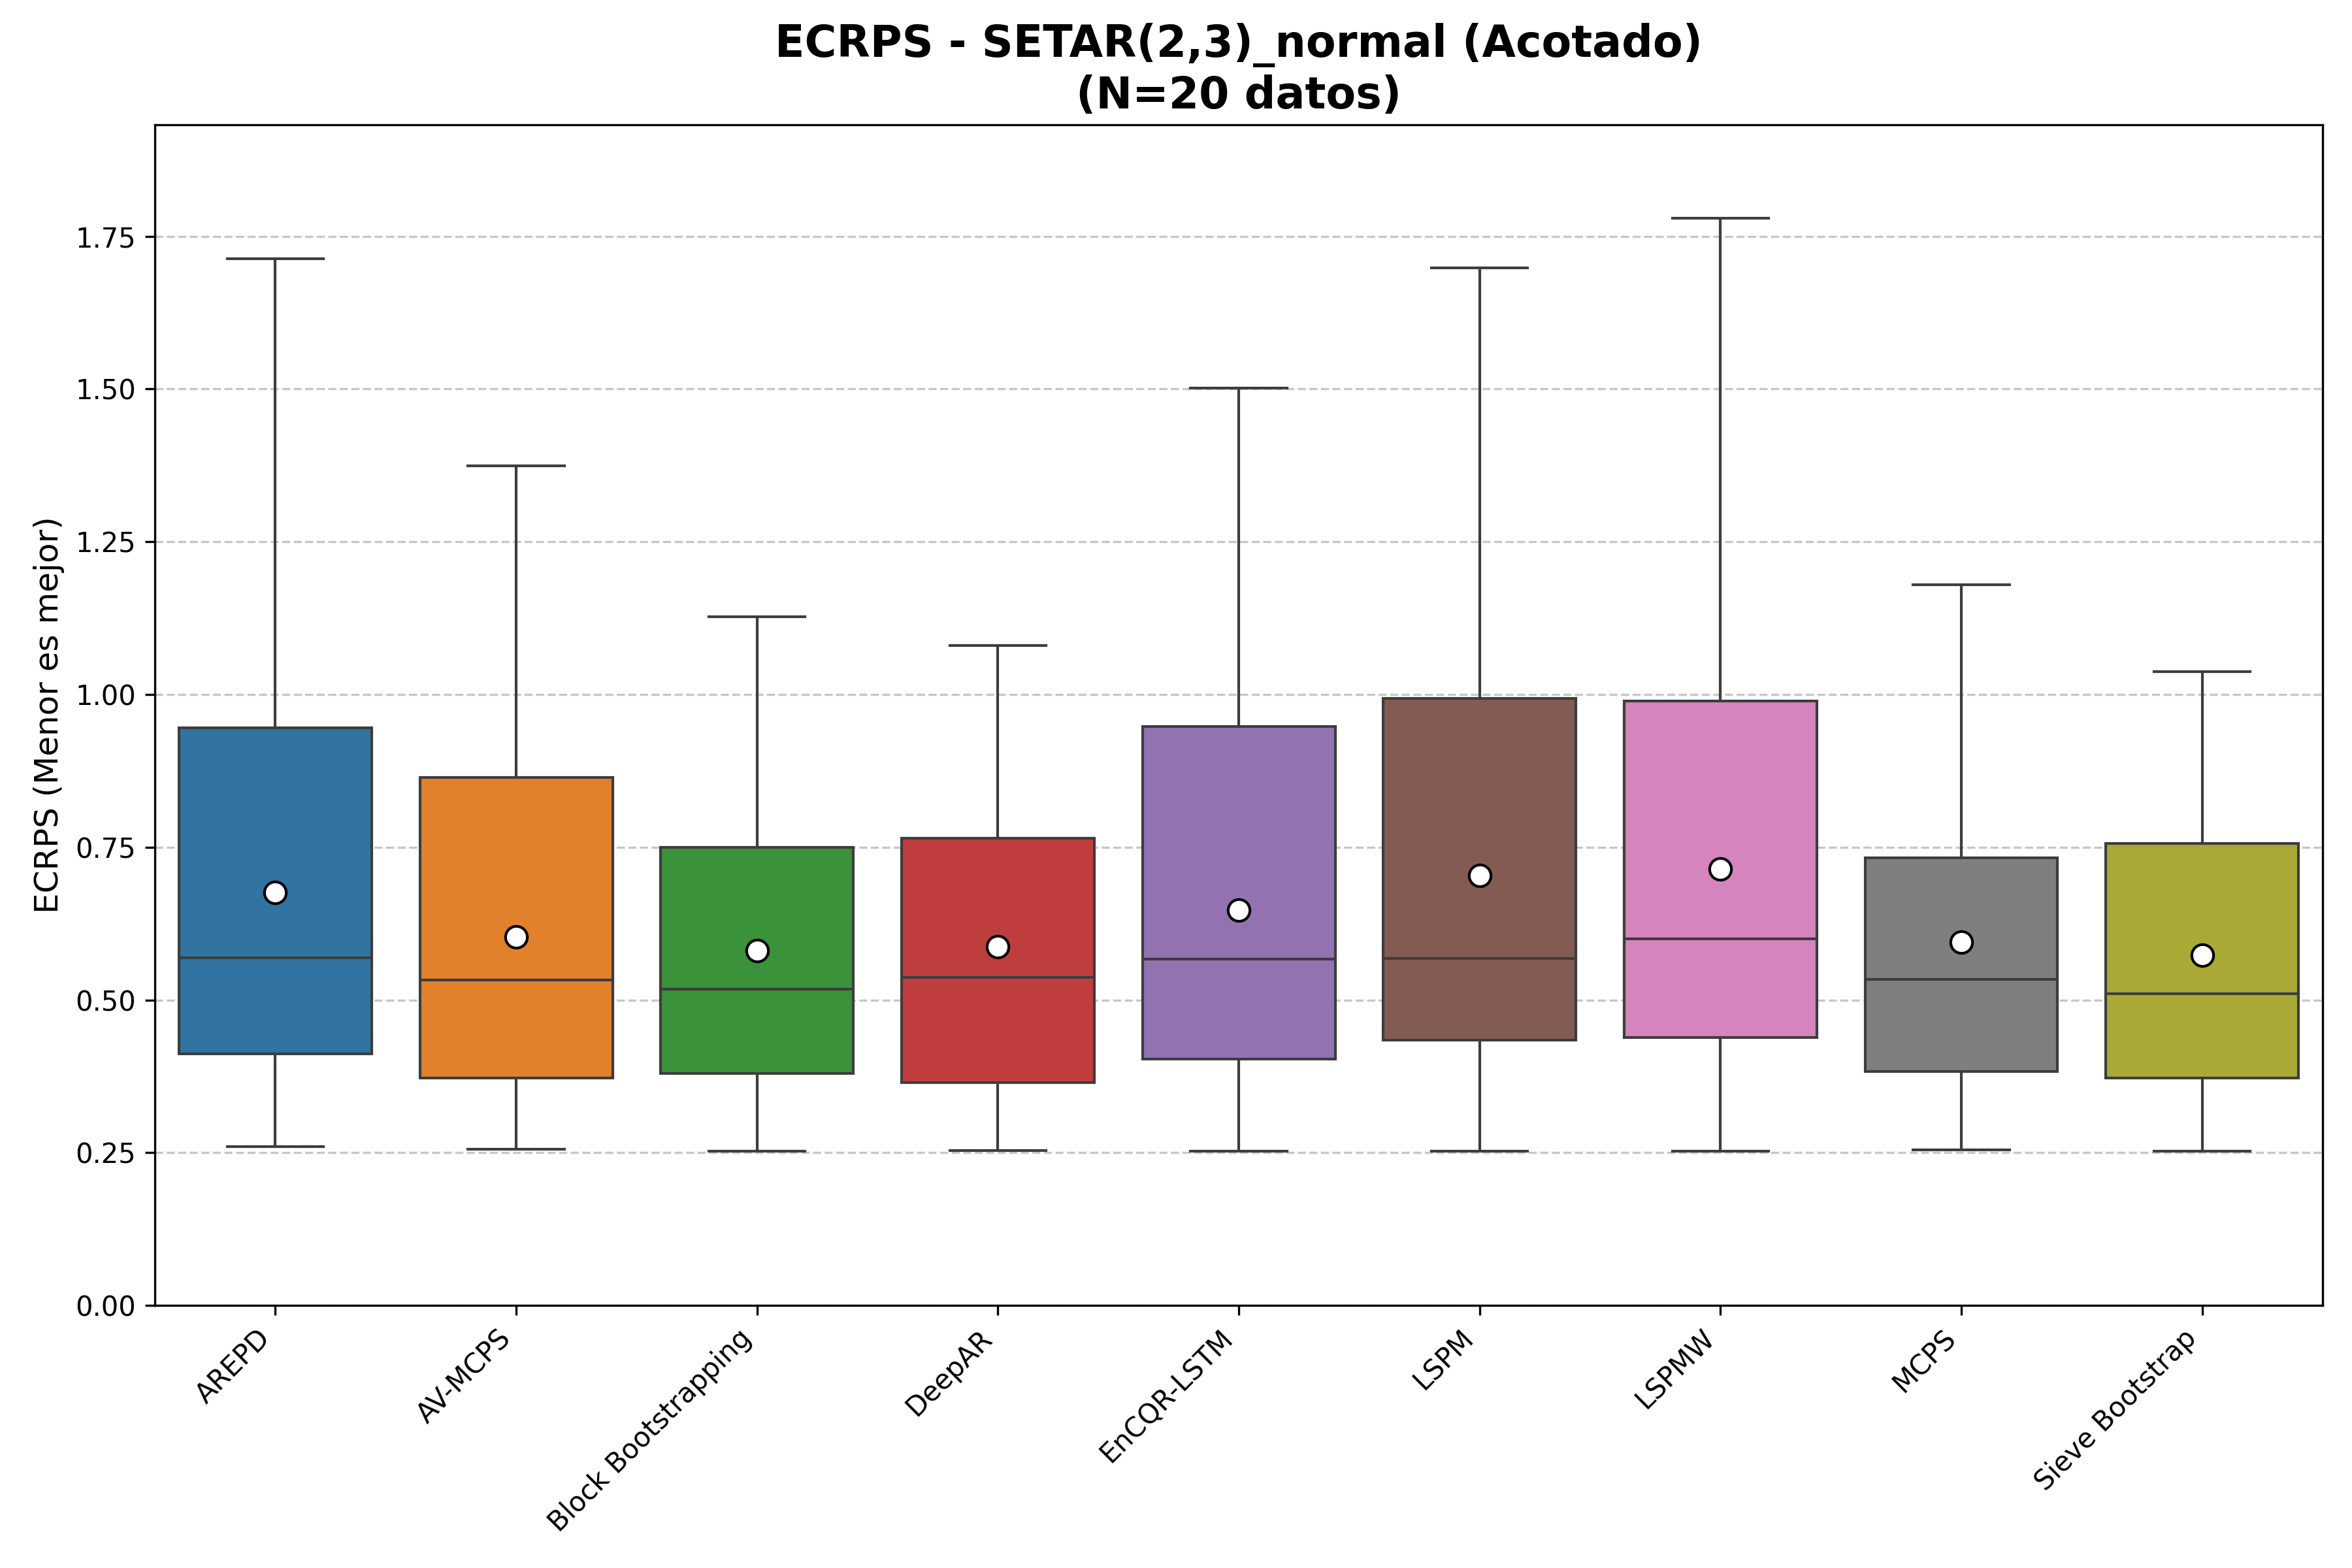 ECRPS - SETAR(2,3)_normal (Acotado)
(N=20 datos)
ECRPS (Menor es mejor)
1.75
1.50
1.25
1.00
0.75
0.50
0.25
0.00
AREPD
AV-MCPS
Block Bootstrapping
DeepAR
EnCQR-LSTM
LSPM
LSPMW
MCPS
Sieve Bootstrap